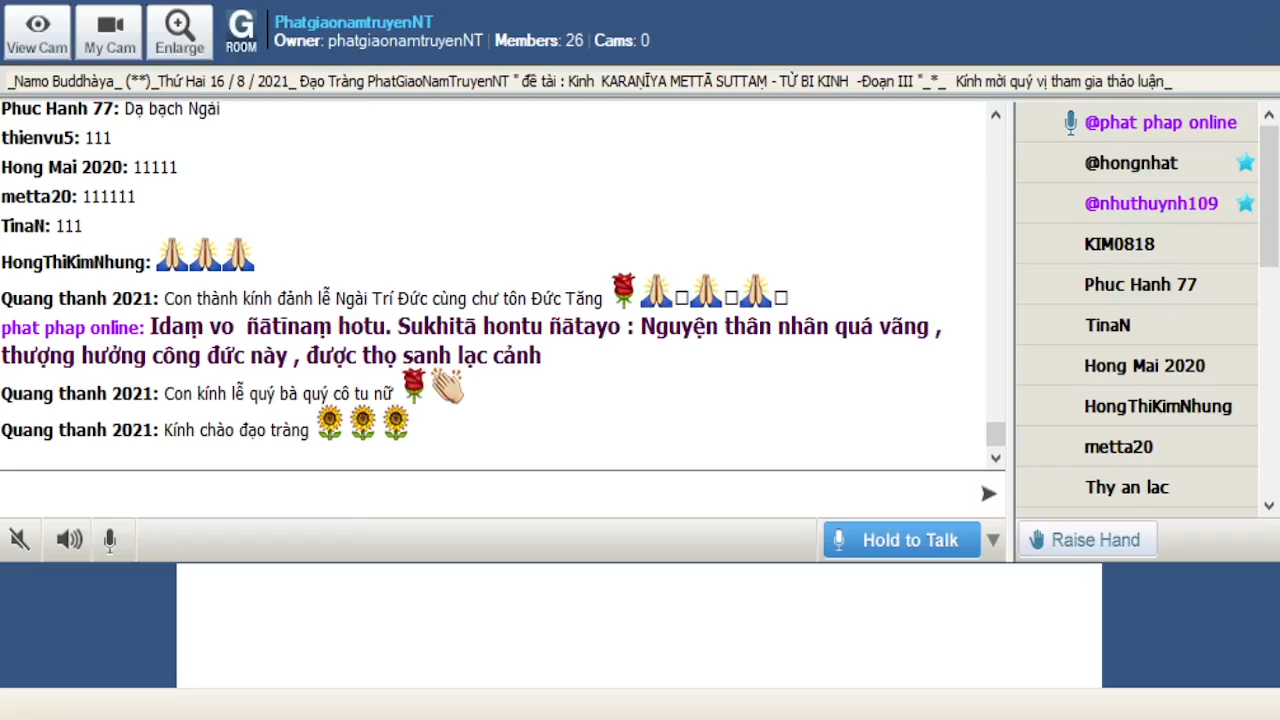 View Cam
My Cam
Enlarge
G
ROOM
PhatgiaonamtruyenNT
Owner: phatgiaonamtruyenNT | Members: 26 | Cams: 0
_Namo Buddhàya_ (**)_Thứ Hai 16 / 8 / 2021_ Đạo Tràng PhatGiaoNamTruyenNT " đề tài : Kinh KARAṆĪYA METTĀ SUTTAṂ - TỪ BI KINH -Đoạn III "_*_ Kính mời quý vị tham gia thảo luận_
Phuc Hanh 77: Dạ bạch Ngài
thienvu5: 111
Hong Mai 2020: 11111
metta20: 111111
TinaN: 111
HongThiKimNhung: 🙏🙏🙏
Quang thanh 2021: Con thành kính đảnh lễ Ngài Trí Đức cùng chư tôn Đức Tăng 🌹🙏□🙏□🙏□
phat phap online: Idaṃ vo ñātīnaṃ hotu. Sukhitā hontu ñātayo : Nguyện thân nhân quá vãng ,
thượng hưởng công đức này , được thọ sanh lạc cảnh
Quang thanh 2021: Con kính lễ quý bà quý cô tu nữ 🌹👏
Quang thanh 2021: Kính chào đạo tràng 🌻🌻🌻
@phat phap online
@hongnhat
@nhuthuynh109
KIM0818
Phuc Hanh 77
TinaN
Hong Mai 2020
HongThiKimNhung
metta20
Thy an lac
Hold to Talk
Raise Hand